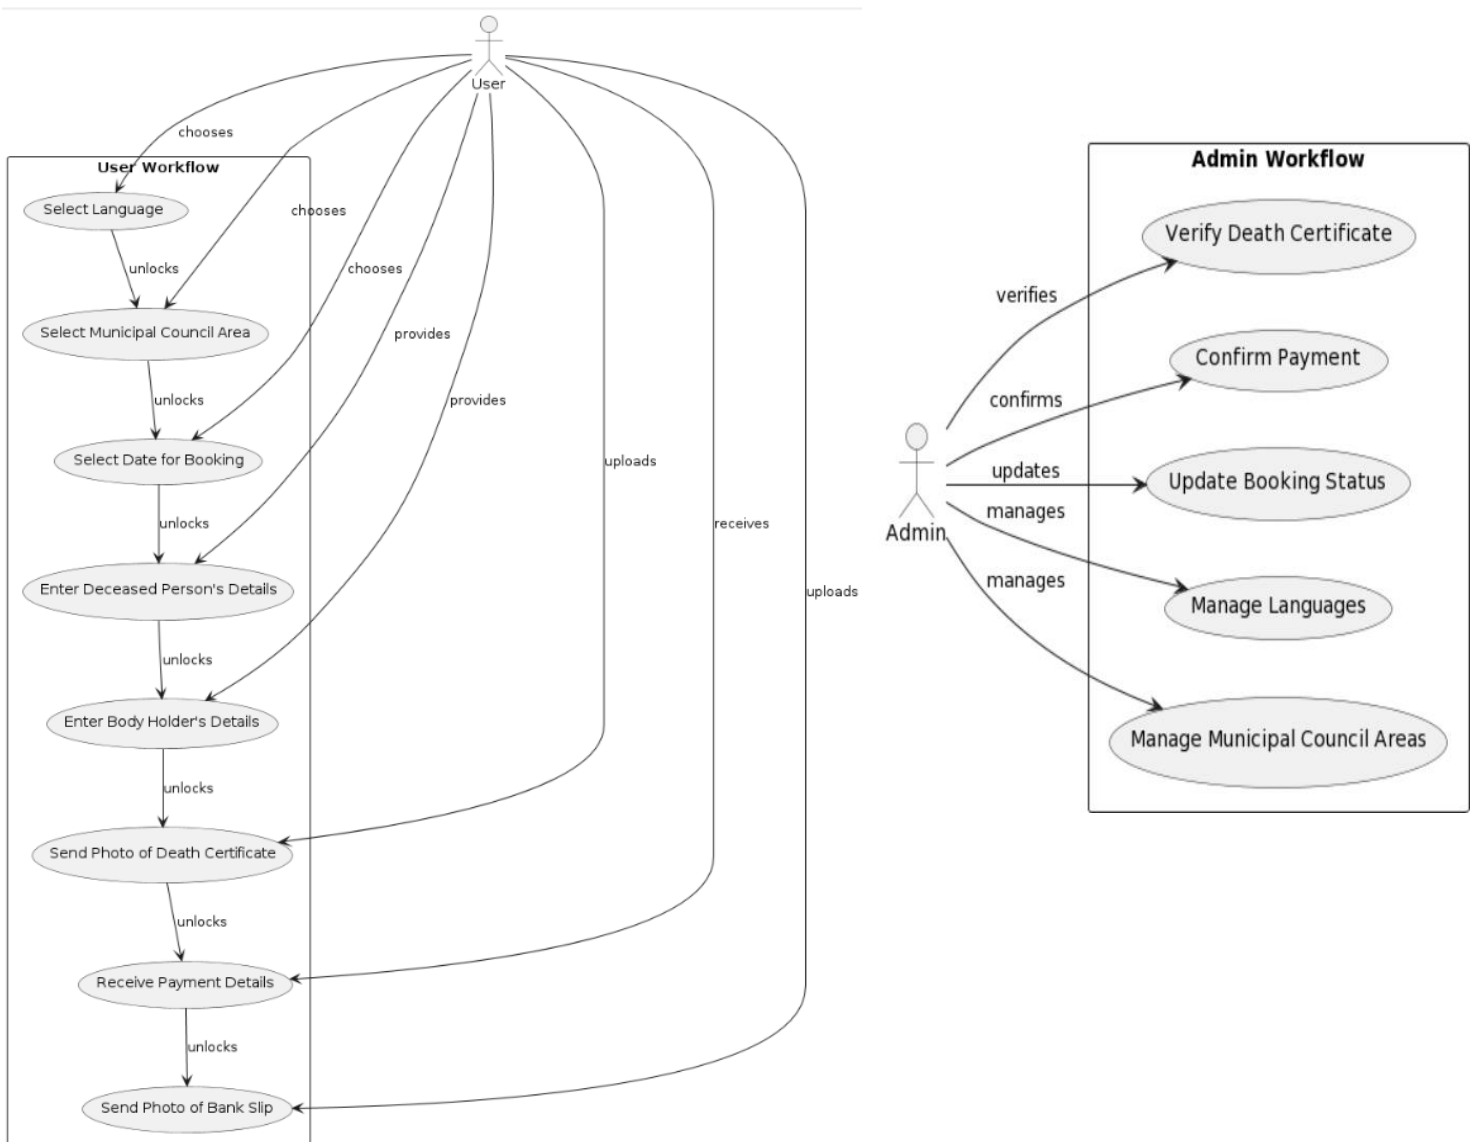 User
chooses
User Workflow
Select Language
chooses
unlocks
chooses
Select Municipal Council Area
provides
unlocks
provides
Select Date for Booking
uploads
unlocks
receives
Enter Deceased Person's Details
uploads
unlocks
Enter Body Holder's Details
unlocks
Send Photo of Death Certificate
unlocks
Receive Payment Details
unlocks
Send Photo of Bank Slip
Admin Workflow
Verify Death Certificate
verifies
Confirm Payment
confirms
updates
Update Booking Status
manages
Admin
manages
Manage Languages
Manage Municipal Council Areas